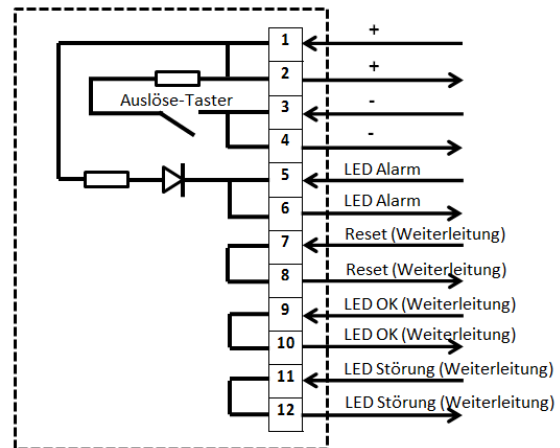 1 +
2 +
Auslöse-Taster 3 -
4 -
5 LED Alarm
6 LED Alarm
7 Reset (Weiterleitung)
8 Reset (Weiterleitung)
9 LED OK (Weiterleitung)
10 LED OK (Weiterleitung)
11 LED Störung (Weiterleitung)
12 LED Störung (Weiterleitung)